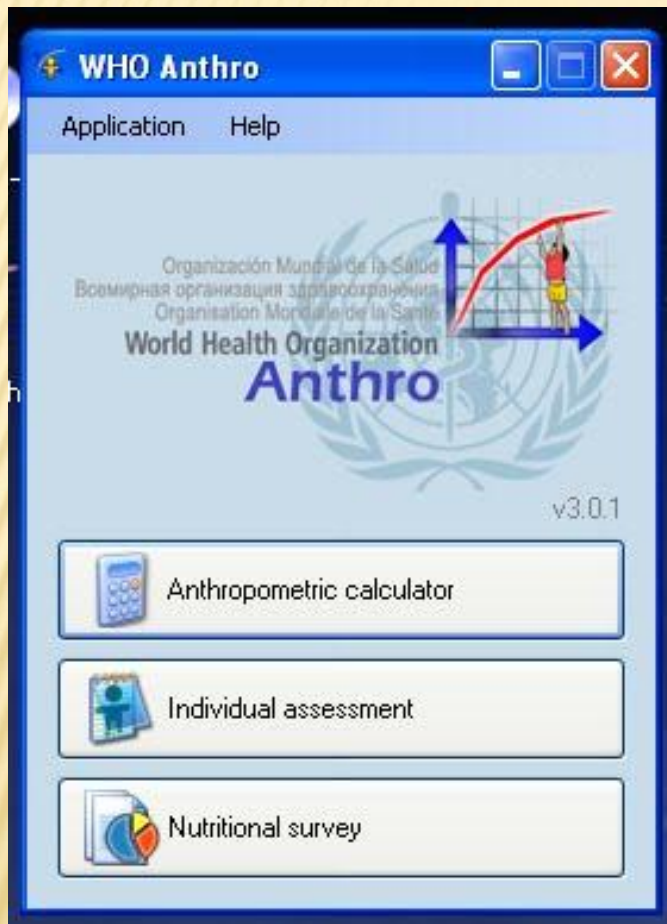 WHO Anthro
Application Help
Organización Mundial de la Salud
Всемирная организация здравоохранения
Organisation Mondiale de la Santé
World Health Organization
Anthro
v3.0.1
Anthropometric calculator
Individual assessment
Nutritional survey
h